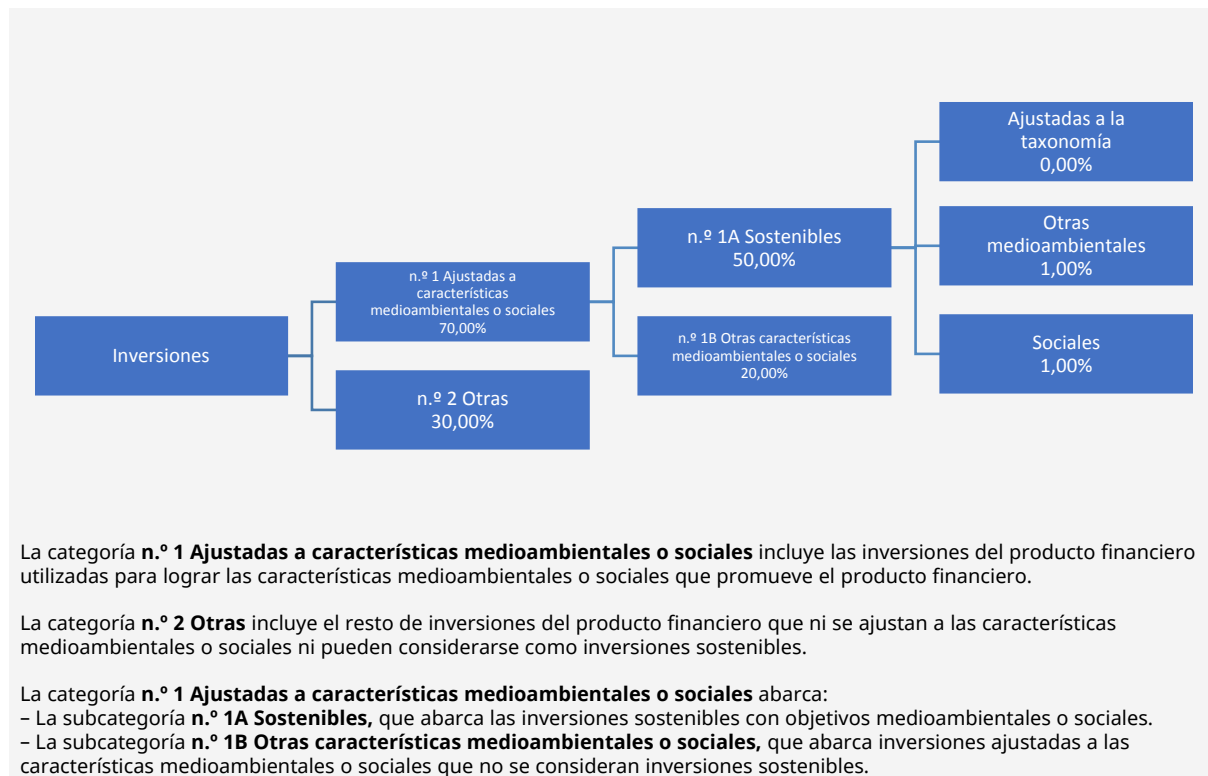 Inversiones
n.º 1 Ajustadas a
características
medioambientales o sociales
70,00%
n.º 2 Otras
30,00%
n.º 1A Sostenibles
50,00%
n.º 1B Otras características
medioambientales o sociales
20,00%
Ajustadas a la
taxonomía
0,00%
Otras
medioambientales
1,00%
Sociales
1,00%
La categoría n.º 1 Ajustadas a características medioambientales o sociales incluye las inversiones del producto financiero
utilizadas para lograr las características medioambientales o sociales que promueve el producto financiero.
La categoría n.º 2 Otras incluye el resto de inversiones del producto financiero que ni se ajustan a las características
medioambientales o sociales ni pueden considerarse como inversiones sostenibles.
La categoría n.º 1 Ajustadas a características medioambientales o sociales abarca:
– La subcategoría n.º 1A Sostenibles, que abarca las inversiones sostenibles con objetivos medioambientales o sociales.
– La subcategoría n.º 1B Otras características medioambientales o sociales, que abarca inversiones ajustadas a las
características medioambientales o sociales que no se consideran inversiones sostenibles.